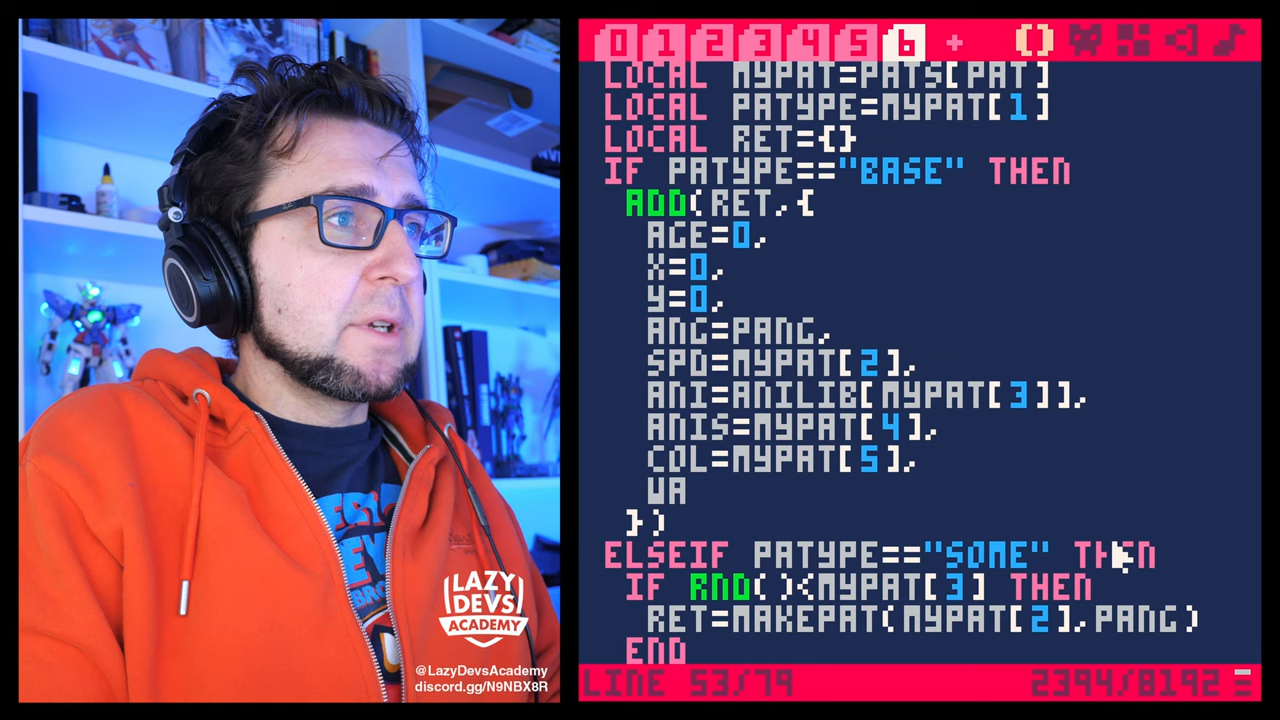 0 1 2 3 4 5 6 + ()
LOCAL MYPAT=PATS[PAT]
LOCAL PATYPE=MYPAT[1]
LOCAL RET={}
IF PATYPE=="BASE" THEN
ADD(RET,{
AGE=0,
X=0,
Y=0,
ANG=PANG,
SPD=MYPAT[2],
ANI=ANILIB[MYPAT[3]],
ANIS=MYPAT[4],
COL=MYPAT[5],
WA
})
ELSEIF PATYPE=="SOME" THEN
IF RND()<MYPAT[3] THEN
RET=MAKEPAT(MYPAT[2],PANG)
END
LINE 53/79 2394/8192
LAZY
DEVS
ACADEMY
@LazyDevsAcademy
discord.gg/N9NBX8R